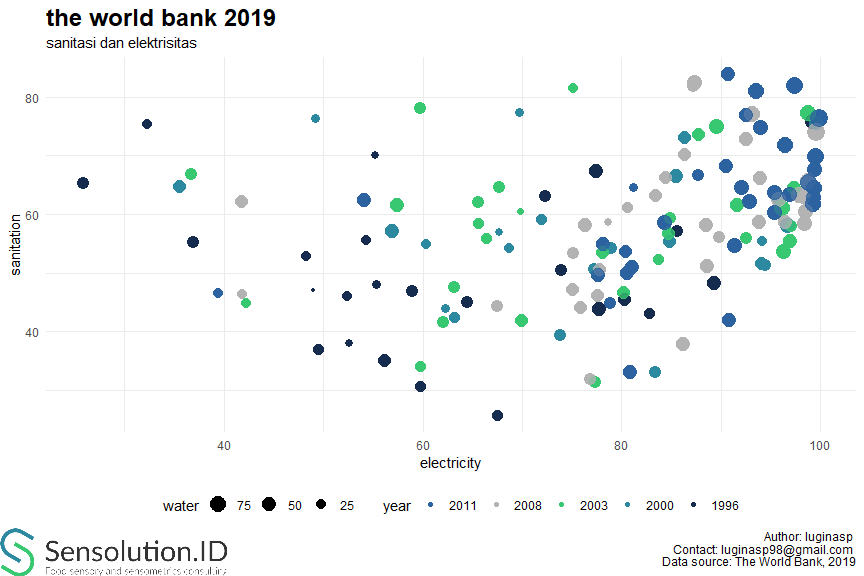 the world bank 2019
sanitasi dan elektrisitas
80
60
40
sanitation
40 60 80 100
electricity
water 75 50 25 year 2011 2008 2003 2000 1996
Sensolution.ID
Food sensory and sensometrics consulting
Author: luginasp
Contact: luginasp98@gmail.com
Data source: The World Bank, 2019